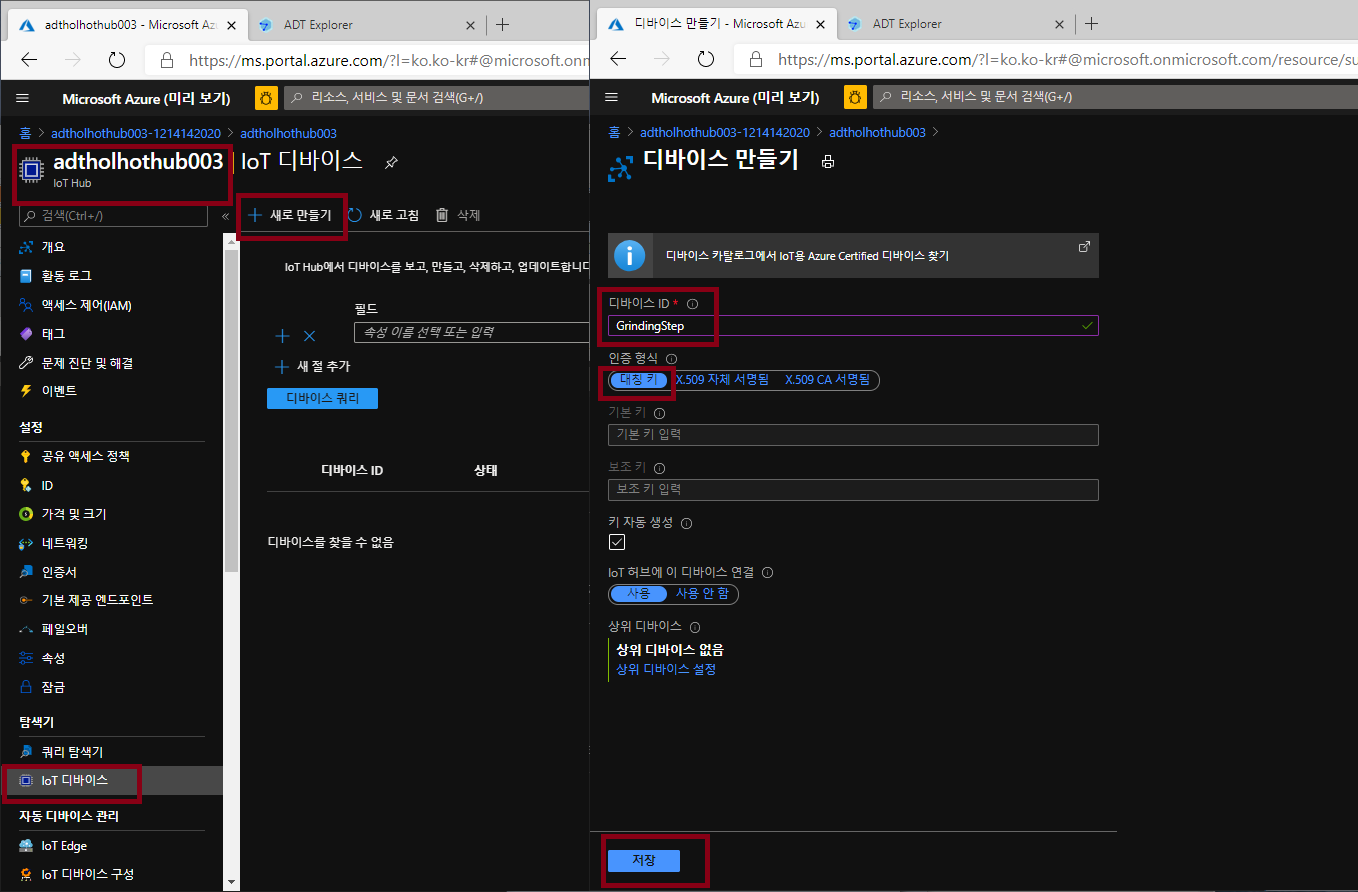 adtholhothub003 - Microsoft Azu
ADT Explorer
https://ms.portal.azure.com/?l=ko.ko-kr#@microsoft.onm
Microsoft Azure (미리 보기)
리소스, 서비스 및 문서 검색(G+/)
홈 > adtholhothub003-1214142020 > adtholhothub003
adtholhothub003 | IoT 디바이스
IoT Hub
검색(Ctrl+/)
«
개요
활동 로그
액세스 제어(IAM)
태그
문제 진단 및 해결
이벤트
설정
공유 액세스 정책
ID
가격 및 크기
네트워킹
인증서
기본 제공 엔드포인트
페일오버
속성
잠금
탐색기
쿼리 탐색기
IoT 디바이스
자동 디바이스 관리
IoT Edge
IoT 디바이스 구성
새로 만들기 새로 고침 삭제
IoT Hub에서 디바이스를 보고, 만들고, 삭제하고, 업데이트합니다
필드
속성 이름 선택 또는 입력
새 절 추가
디바이스 쿼리
디바이스 ID 상태
디바이스를 찾을 수 없음
디바이스 만들기 - Microsoft Azu
ADT Explorer
https://ms.portal.azure.com/?l=ko.ko-kr#@microsoft.onmicrosoft.com/resource/su
Microsoft Azure (미리 보기)
리소스, 서비스 및 문서 검색(G+/)
홈 > adtholhothub003-1214142020 > adtholhothub003 >
디바이스 만들기
디바이스 카탈로그에서 IoT용 Azure Certified 디바이스 찾기
디바이스 ID *
GrindingStep
인증 형식
대칭 키 X.509 자체 서명됨 X.509 CA 서명됨
기본 키
기본 키 입력
보조 키
보조 키 입력
키 자동 생성
IoT 허브에 이 디바이스 연결
사용 사용 안 함
상위 디바이스
상위 디바이스 없음
상위 디바이스 설정
저장